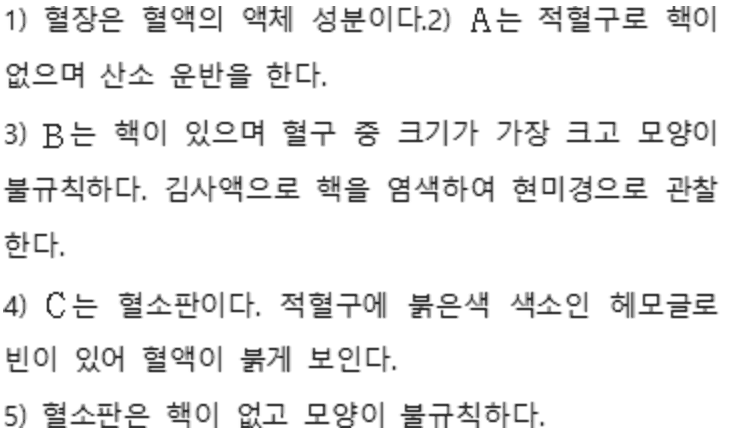 1) 혈장은 혈액의 액체 성분이다.2) A는 적혈구로 핵이
없으며 산소 운반을 한다.
3) B는 핵이 있으며 혈구 중 크기가 가장 크고 모양이
불규칙하다. 김사액으로 핵을 염색하여 현미경으로 관찰
한다.
4) C는 혈소판이다. 적혈구에 붉은색 색소인 헤모글로
빈이 있어 혈액이 붉게 보인다.
5) 혈소판은 핵이 없고 모양이 불규칙하다.